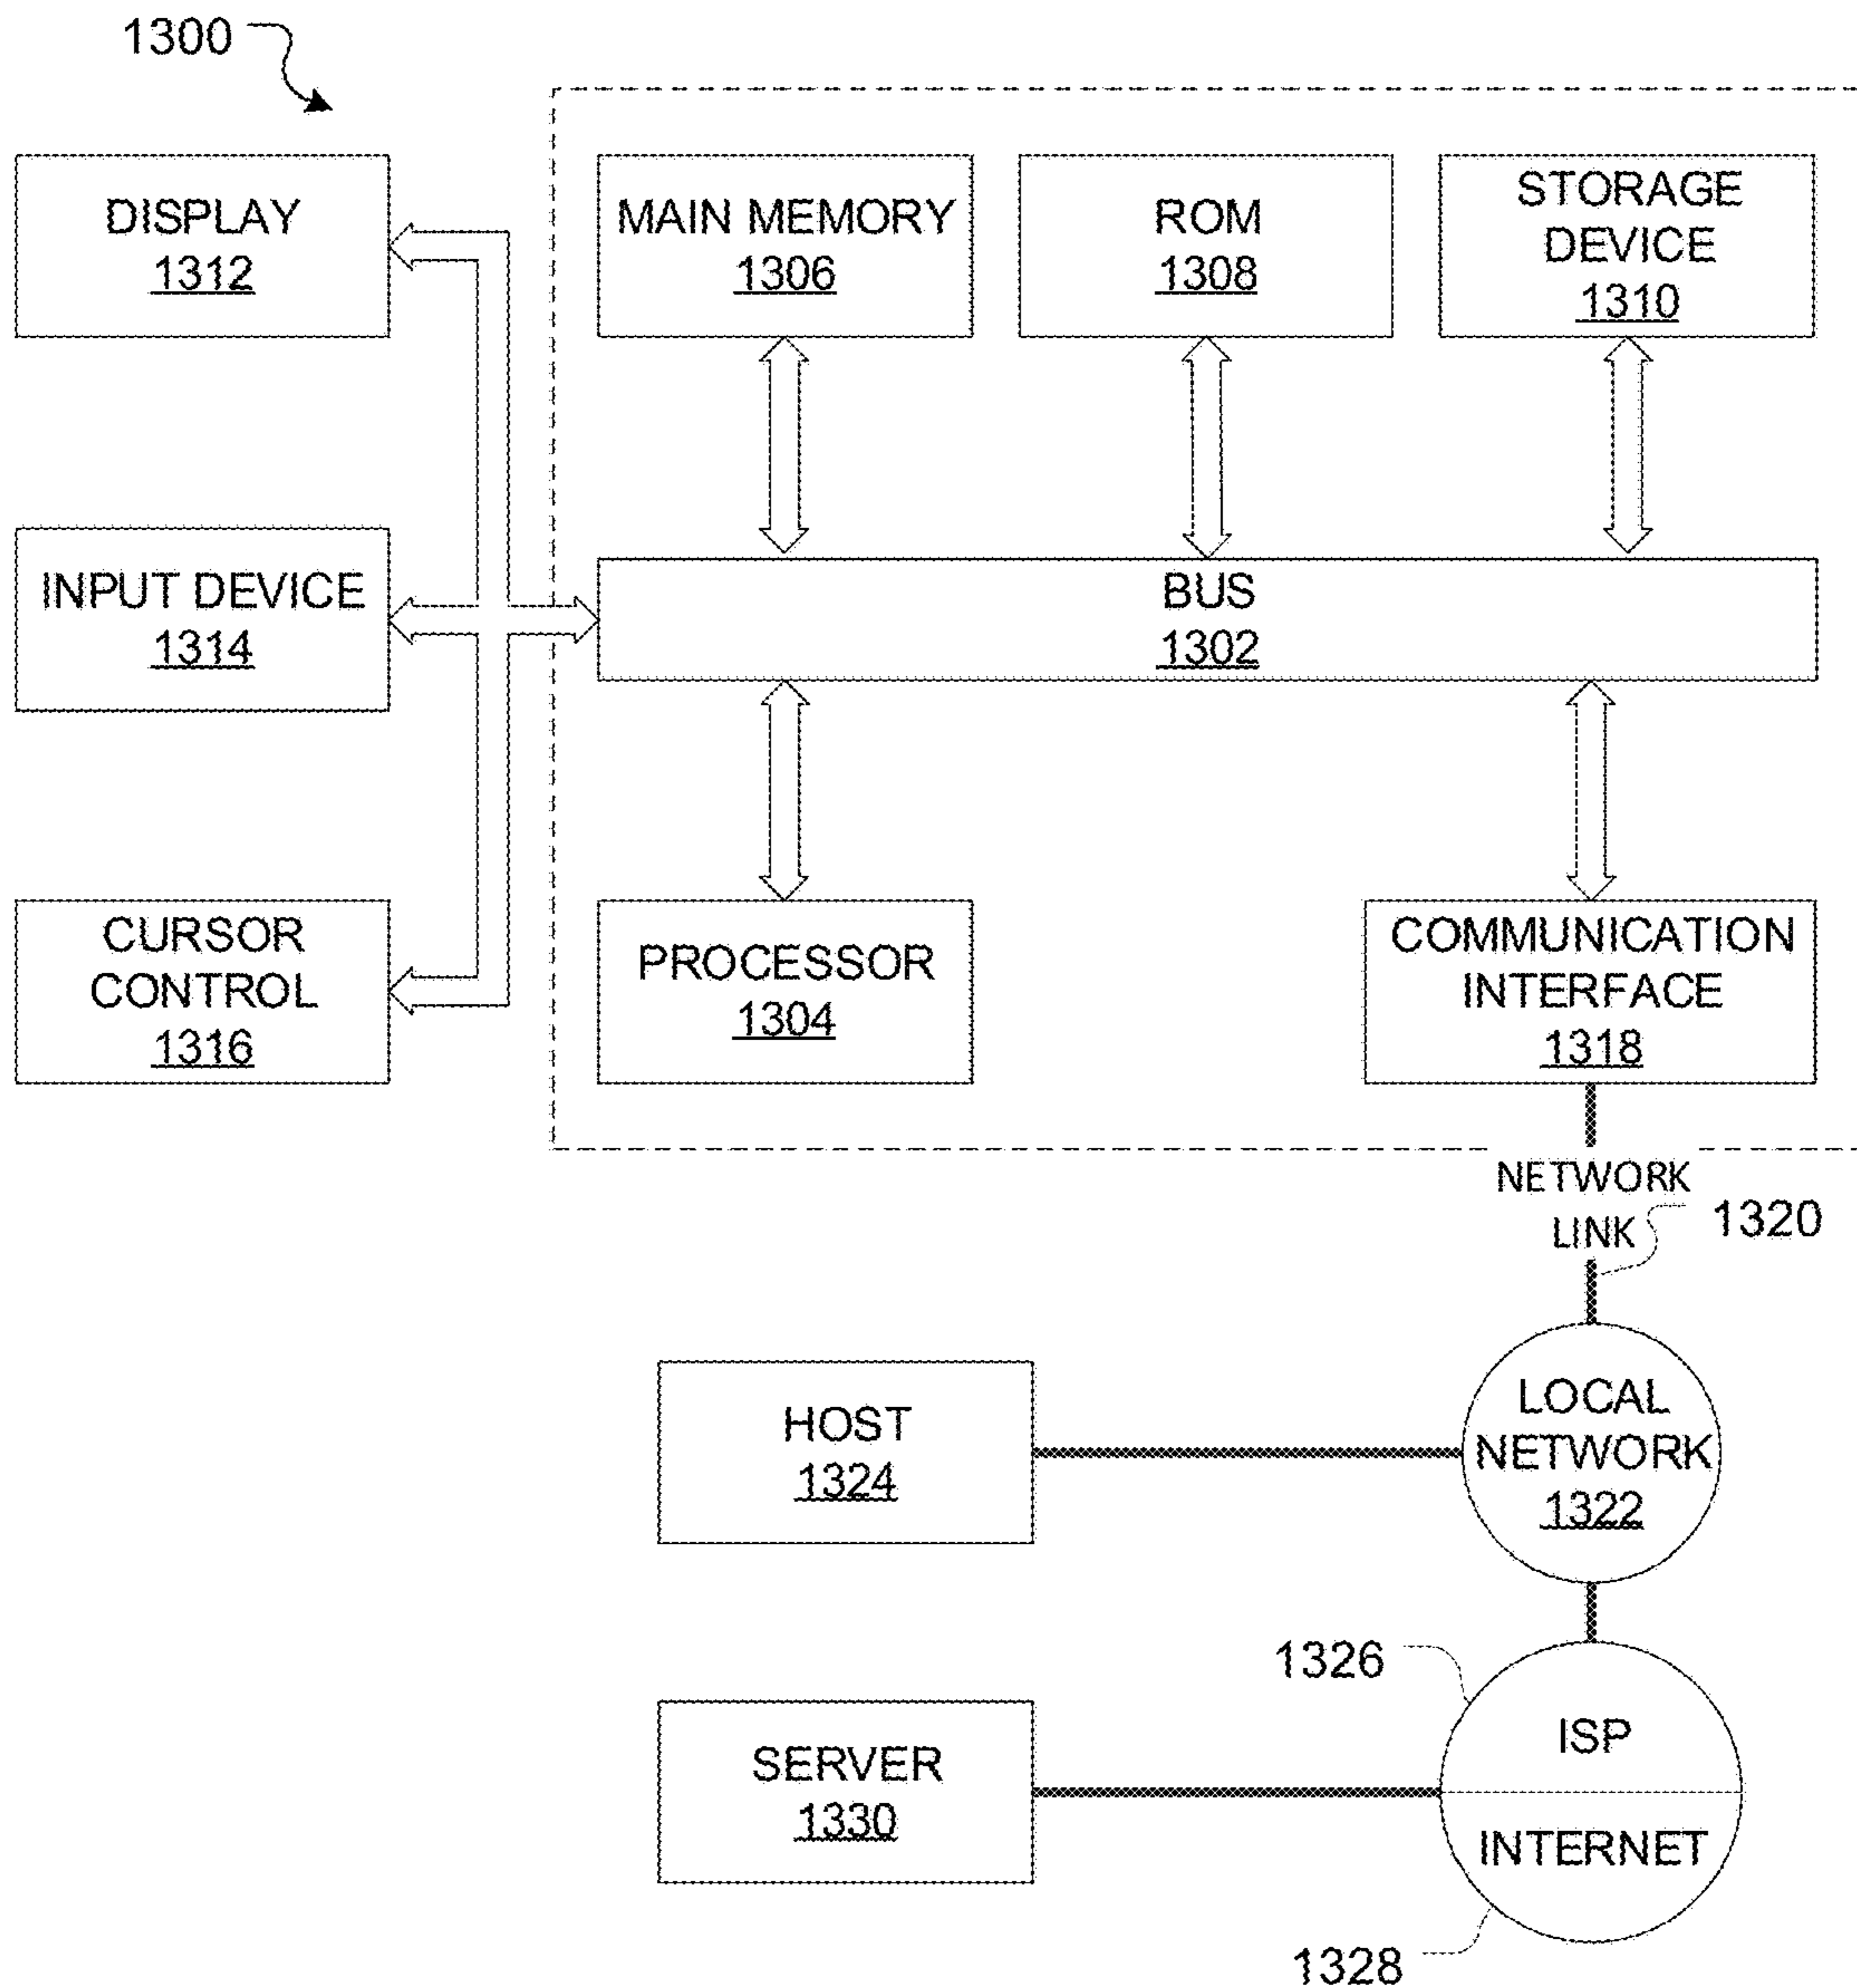 1300
DISPLAY
1312
MAIN MEMORY
1306
ROM
1308
STORAGE
DEVICE
1310
INPUT DEVICE
1314
BUS
1302
CURSOR
CONTROL
1316
PROCESSOR
1304
COMMUNICATION
INTERFACE
1318
NETWORK
LINK
1320
HOST
1324
LOCAL
NETWORK
1322
1326
ISP
SERVER
1330
INTERNET
1328